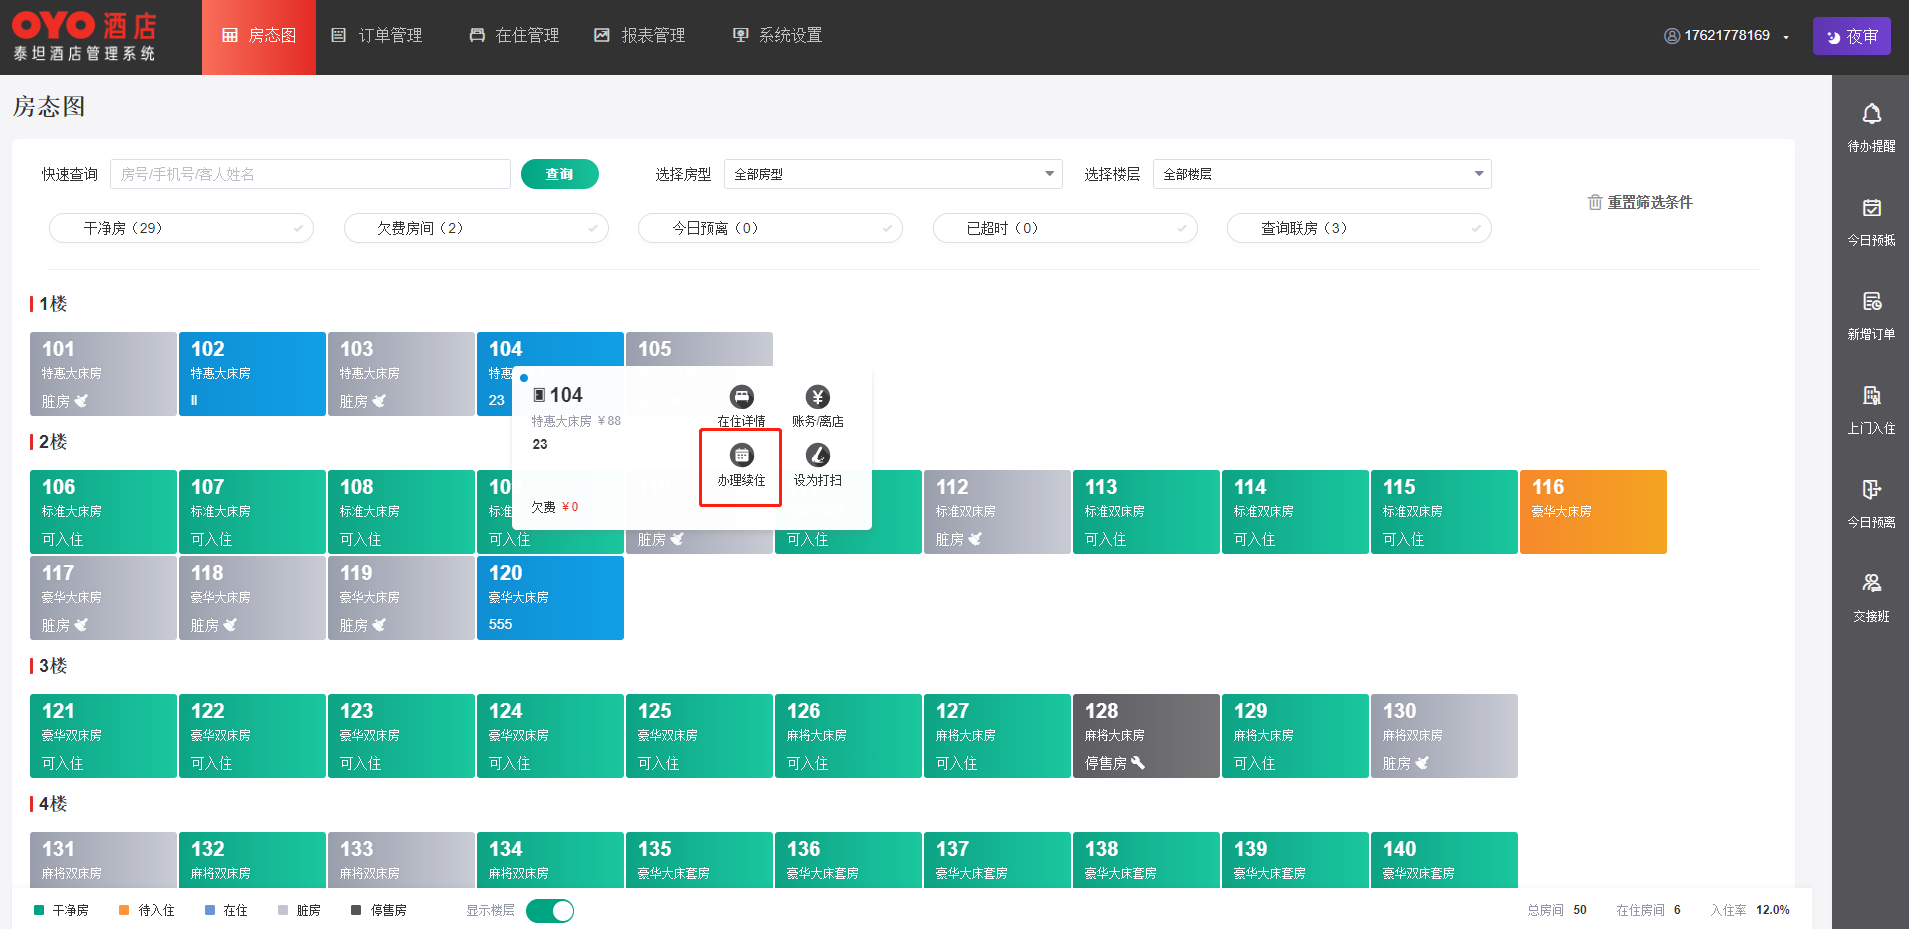 OYO 酒店
泰坦酒店管理系统
房态图
订单管理
在住管理
报表管理
系统设置
17621778169
夜审
房态图
快速查询
房号/手机号/客人姓名
查询
选择房型
全部房型
选择楼层
全部楼层
重置筛选条件
干净房（29）
欠费房间（2）
今日预离（0）
已超时（0）
查询联房（3）
待办提醒
今日预抵
新增订单
上门入住
今日预离
交接班
1楼
101
特惠大床房
脏房
102
特惠大床房
II
103
特惠大床房
脏房
104
特惠
23
105
104
特惠大床房 ¥88
23
欠费 ¥0
在住详情
账务/离店
办理续住
设为打扫
2楼
106
标准大床房
可入住
107
标准大床房
可入住
108
标准大床房
可入住
109
标准
可入住
脏房
可入住
112
标准双床房
脏房
113
标准双床房
可入住
114
标准双床房
可入住
115
标准双床房
可入住
116
豪华大床房
117
豪华大床房
脏房
118
豪华大床房
脏房
119
豪华大床房
脏房
120
豪华大床房
555
3楼
121
豪华双床房
可入住
122
豪华双床房
可入住
123
豪华双床房
可入住
124
豪华双床房
可入住
125
豪华双床房
可入住
126
麻将大床房
可入住
127
麻将大床房
可入住
128
麻将大床房
停售房
129
麻将大床房
可入住
130
麻将双床房
脏房
4楼
131
麻将双床房
132
麻将双床房
133
麻将双床房
134
麻将双床房
135
豪华大床套房
136
豪华大床套房
137
豪华大床套房
138
豪华大床套房
139
豪华大床套房
140
豪华双床套房
干净房
待入住
在住
脏房
停售房
显示楼层
总房间 50
在住房间 6
入住率 12.0%